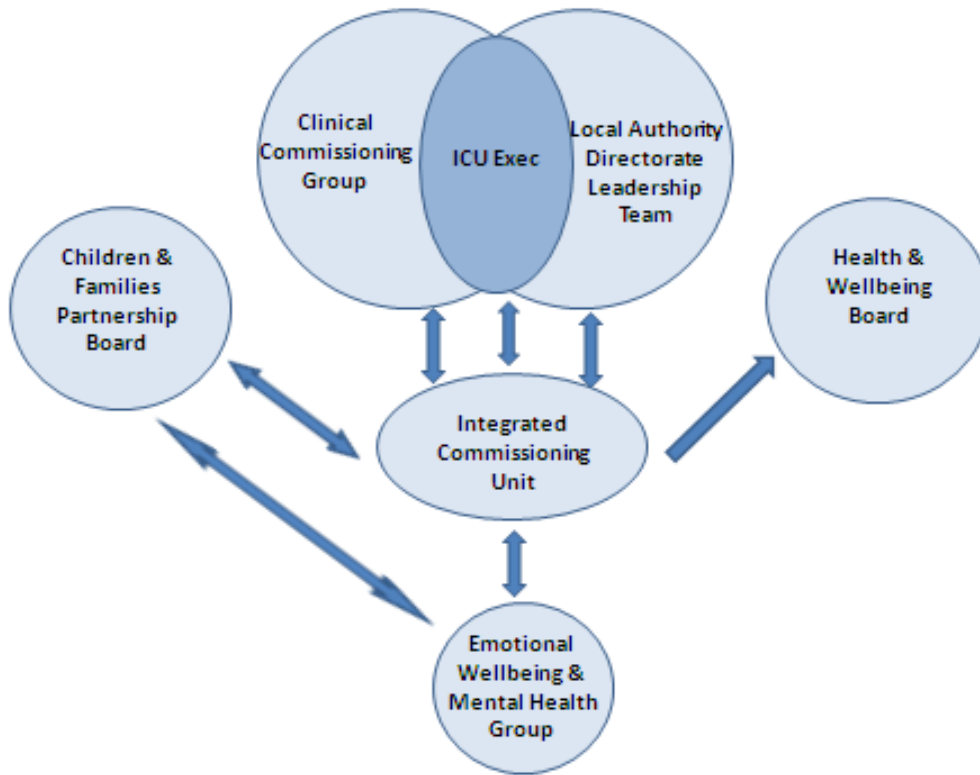 Clinical
Commissioning
Group
ICU Exec
Local Authority
Directorate
Leadership
Team
Children &
Families
Partnership
Board
Health &
Wellbeing
Board
Integrated
Commissioning
Unit
Emotional
Wellbeing &
Mental Health
Group